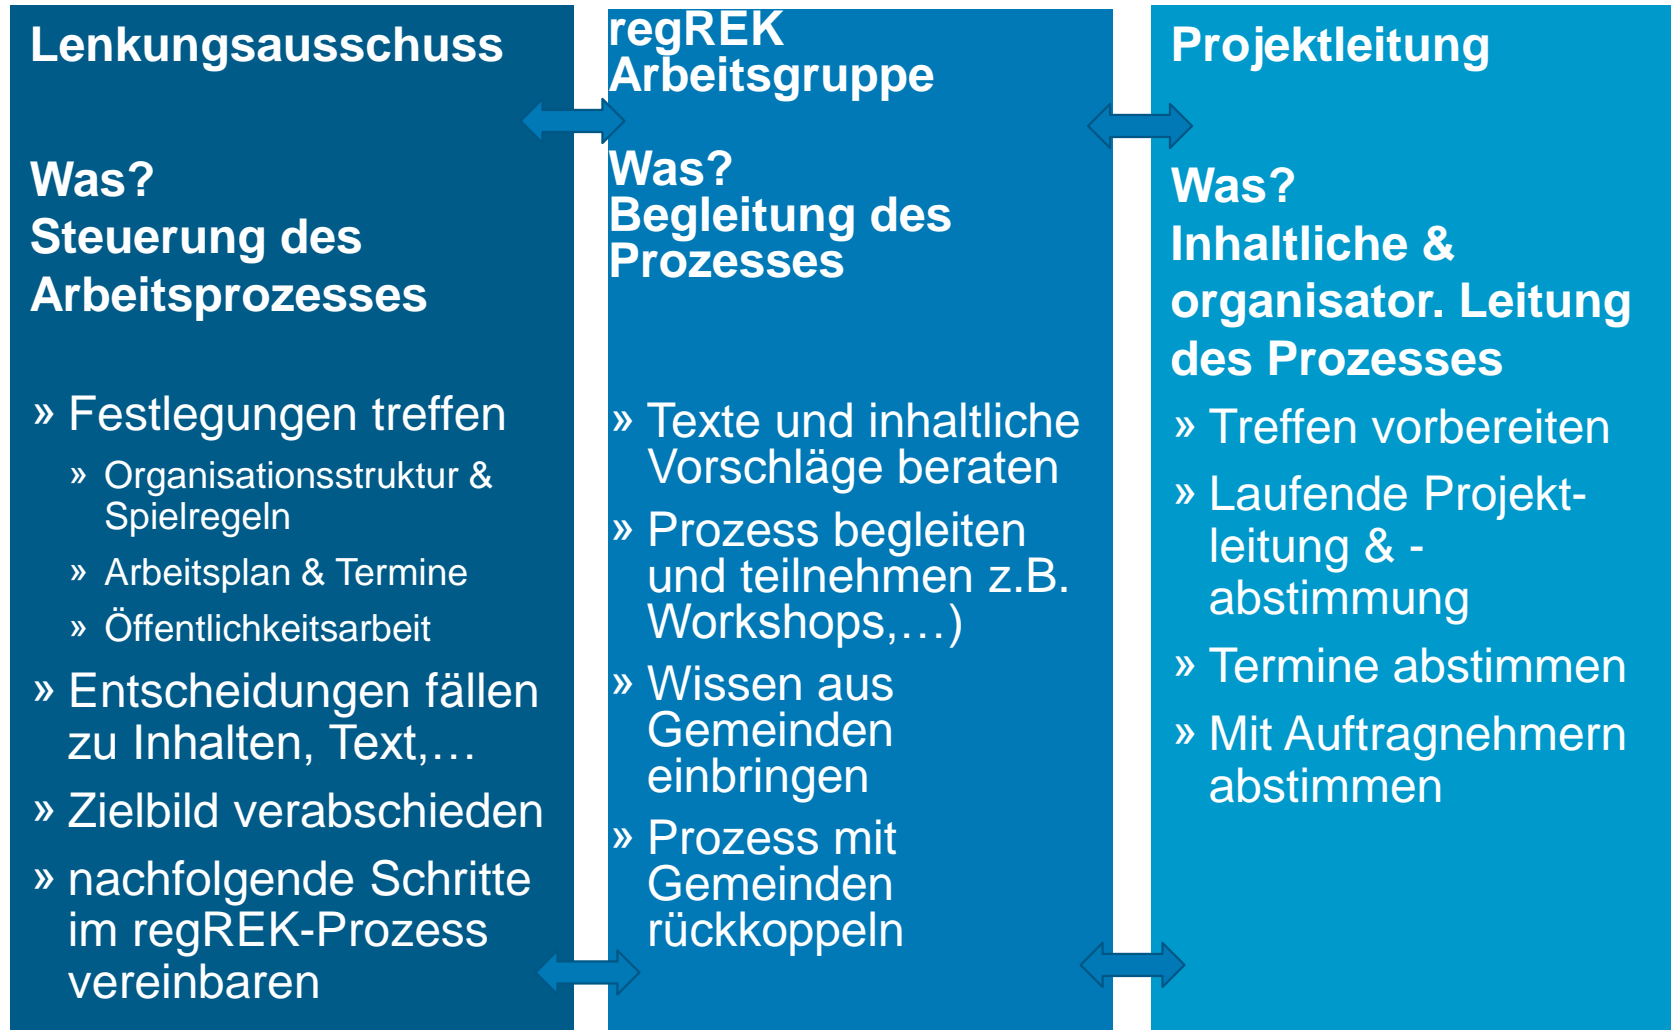 Lenkungsausschuss
Was?
Steuerung des
Arbeitsprozesses
» Festlegungen treffen
» Organisationsstruktur &
Spielregeln
» Arbeitsplan & Termine
» Öffentlichkeitsarbeit
» Entscheidungen fällen
zu Inhalten, Text,…
» Zielbild verabschieden
» nachfolgende Schritte
im regREK-Prozess
vereinbaren
regREK
Arbeitsgruppe
Was?
Begleitung des
Prozesses
» Texte und inhaltliche
Vorschläge beraten
» Prozess begleiten
und teilnehmen z.B.
Workshops,…)
» Wissen aus
Gemeinden
einbringen
» Prozess mit
Gemeinden
rückkoppeln
Projektleitung
Was?
Inhaltliche &
organisator. Leitung
des Prozesses
» Treffen vorbereiten
» Laufende Projekt-
leitung & -
abstimmung
» Termine abstimmen
» Mit Auftragnehmern
abstimmen